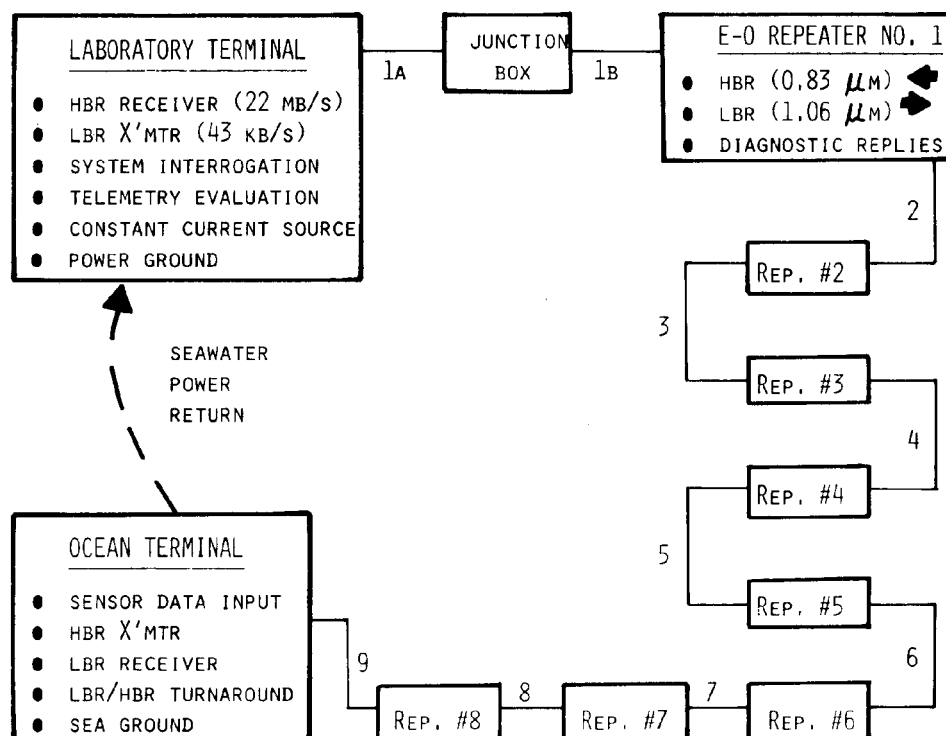 LABORATORY TERMINAL
● HBR RECEIVER (22 MB/S)
● LBR X'MTR (43 KB/S)
● SYSTEM INTERROGATION
● TELEMETRY EVALUATION
● CONSTANT CURRENT SOURCE
● POWER GROUND
1A
JUNCTION
BOX
1B
E-O REPEATER NO. 1
● HBR (0.83 μM)
● LBR (1.06 μM)
● DIAGNOSTIC REPLIES
2
REP. #2
3
REP. #3
4
REP. #4
5
REP. #5
6
REP. #6
7
REP. #7
8
REP. #8
9
SEAWATER
POWER
RETURN
OCEAN TERMINAL
● SENSOR DATA INPUT
● HBR X'MTR
● LBR RECEIVER
● LBR/HBR TURNAROUND
● SEA GROUND